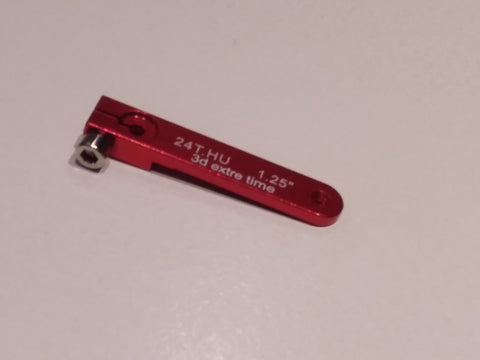 24T.HU 1.25"
3d extre time